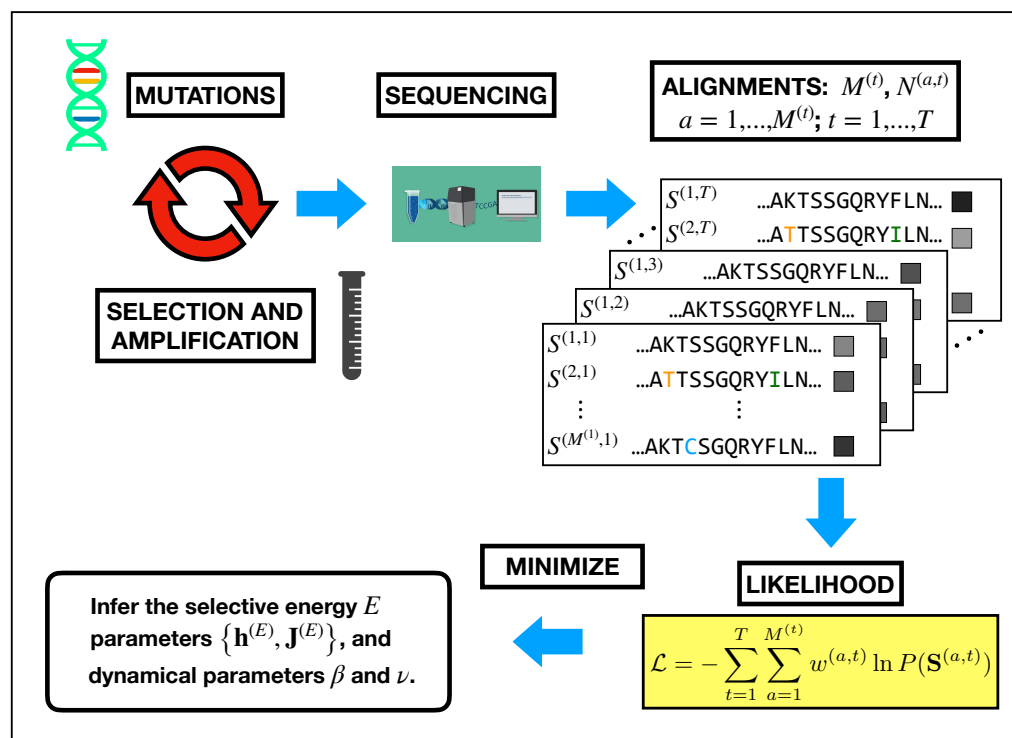 MUTATIONS
SEQUENCING
ALIGNMENTS: M^{(t)}, N^{(a,t)}
a = 1,...,M^{(t)}; t = 1,...,T
TCCGA
SELECTION AND
AMPLIFICATION
S^{(1,T)} ...AKTSSGQRYFLN...
S^{(2,T)} ...ATTSSGQRYILN...
S^{(1,3)} ...AKTSSGQRYFLN...
S^{(1,2)} ...AKTSSGQRYFLN...
S^{(1,1)} ...AKTSSGQRYFLN...
S^{(2,1)} ...ATTSSGQRYILN...
⋮ ⋮
S^{(M^{(1)},1)} ...AKTCSGQRYFLN...
LIKELIHOOD
ℒ = − ∑_{t=1}^{T} ∑_{a=1}^{M^{(t)}} w^{(a,t)} ln P(𝐒^{(a,t)})
MINIMIZE
Infer the selective energy E
parameters {𝐡^{(E)}, 𝐉^{(E)}}, and
dynamical parameters β and ν.